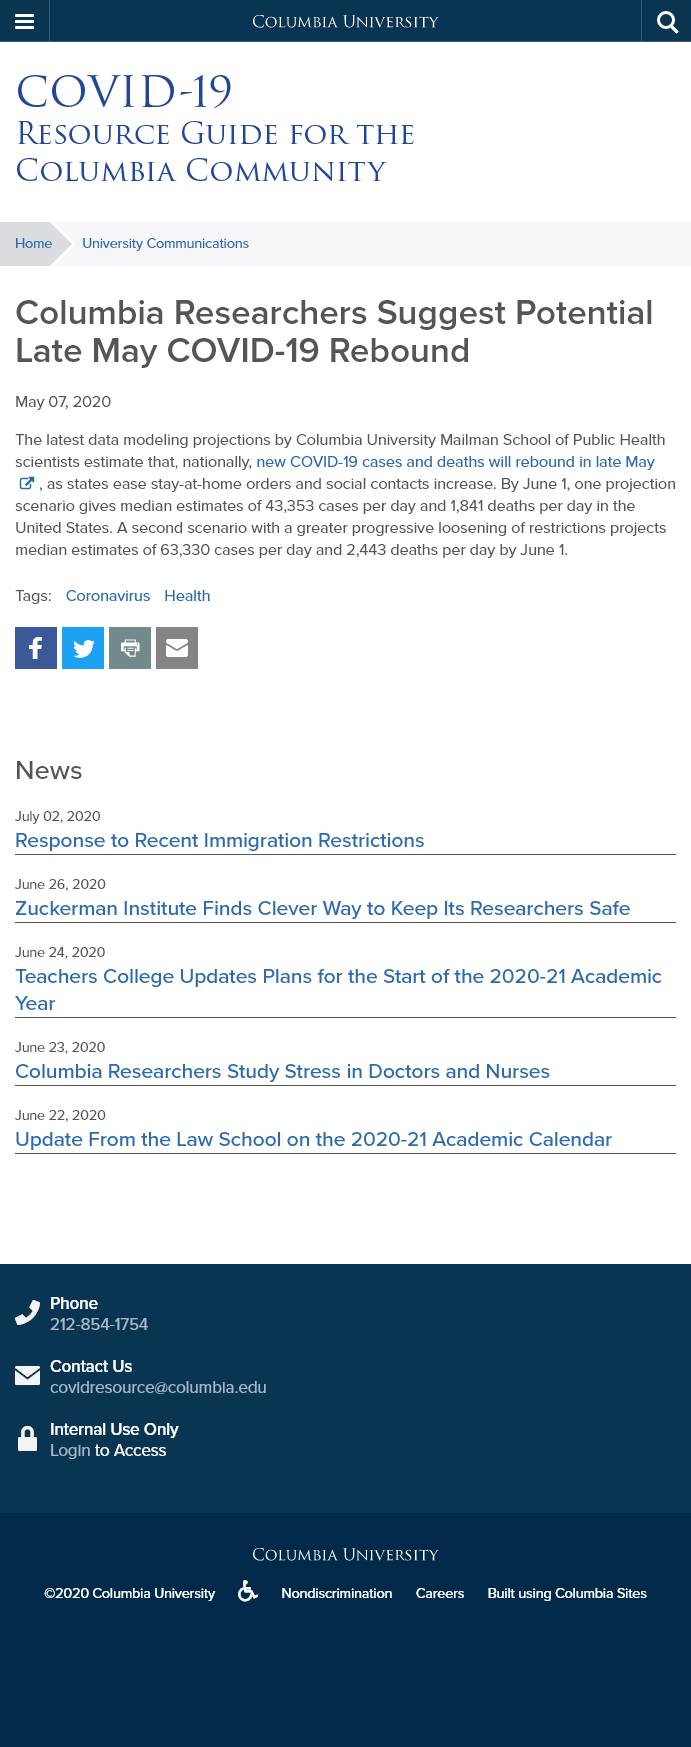 Columbia University
COVID-19
Resource Guide for the
Columbia Community
Home
University Communications
Columbia Researchers Suggest Potential
Late May COVID-19 Rebound
May 07, 2020
The latest data modeling projections by Columbia University Mailman School of Public Health
scientists estimate that, nationally, new COVID-19 cases and deaths will rebound in late May
, as states ease stay-at-home orders and social contacts increase. By June 1, one projection
scenario gives median estimates of 43,353 cases per day and 1,841 deaths per day in the
United States. A second scenario with a greater progressive loosening of restrictions projects
median estimates of 63,330 cases per day and 2,443 deaths per day by June 1.
Tags: Coronavirus Health
News
July 02, 2020
Response to Recent Immigration Restrictions
June 26, 2020
Zuckerman Institute Finds Clever Way to Keep Its Researchers Safe
June 24, 2020
Teachers College Updates Plans for the Start of the 2020-21 Academic
Year
June 23, 2020
Columbia Researchers Study Stress in Doctors and Nurses
June 22, 2020
Update From the Law School on the 2020-21 Academic Calendar
Phone
212-854-1754
Contact Us
covidresource@columbia.edu
Internal Use Only
Login to Access
Columbia University
©2020 Columbia University Nondiscrimination Careers Built using Columbia Sites